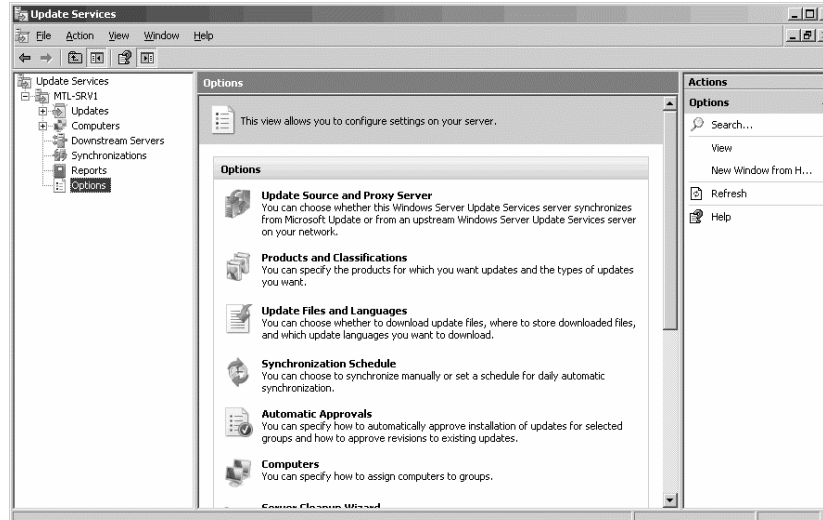 Update Services
File Action View Window Help
Update Services
MTL-SRV1
Updates
Computers
Downstream Servers
Synchronizations
Reports
Options
Options
This view allows you to configure settings on your server.
Options
Update Source and Proxy Server
You can choose whether this Windows Server Update Services server synchronizes
from Microsoft Update or from an upstream Windows Server Update Services server
on your network.
Products and Classifications
You can specify the products for which you want updates and the types of updates
you want.
Update Files and Languages
You can choose whether to download update files, where to store downloaded files,
and which update languages you want to download.
Synchronization Schedule
You can choose to synchronize manually or set a schedule for daily automatic
synchronization.
Automatic Approvals
You can specify how to automatically approve installation of updates for selected
groups and how to approve revisions to existing updates.
Computers
You can specify how to assign computers to groups.
Server Cleanup Wizard
Actions
Options
Search...
View
New Window from H...
Refresh
Help